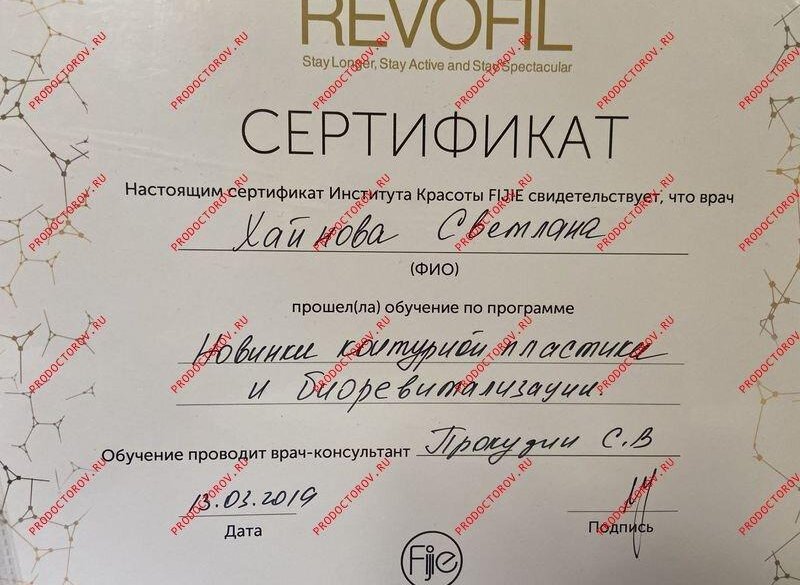 REVOFIL
Stay Longer, Stay Active and Stay Spectacular
СЕРТИФИКАТ
Настоящим сертификат Института Красоты FIJIE свидетельствует, что врач
Хайнова Светлана
(ФИО)
прошел(ла) обучение по программе
Новинки контурной пластики
и биоревитализации.
Обучение проводит врач-консультант Прокудин С.В
13.03.2019
Дата
Подпись
Fijie
PRODOCTOROV.RU